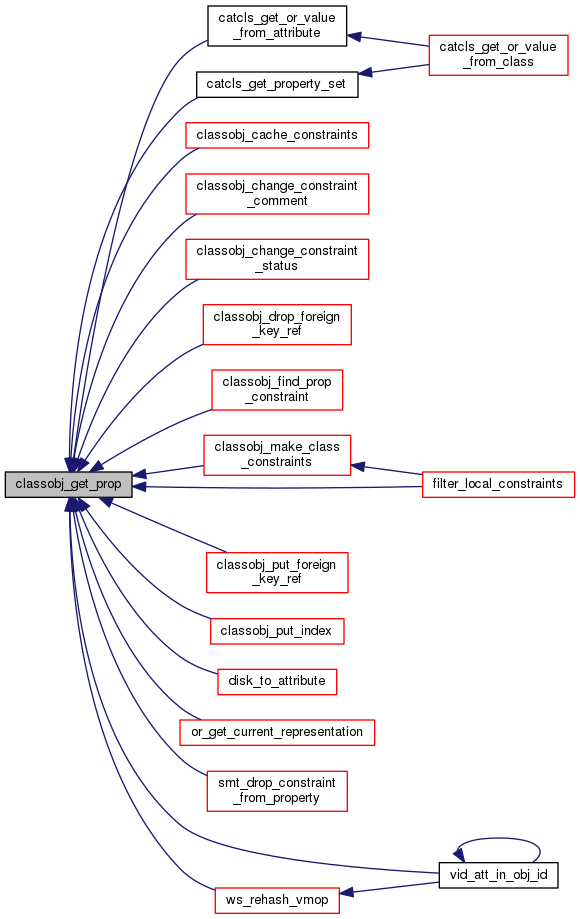 catcls_get_or_value
_from_attribute
catcls_get_or_value
_from_class
catcls_get_property_set
classobj_cache_constraints
classobj_change_constraint
_comment
classobj_change_constraint
_status
classobj_drop_foreign
_key_ref
classobj_find_prop
_constraint
classobj_make_class
_constraints
classobj_get_prop
filter_local_constraints
classobj_put_foreign
_key_ref
classobj_put_index
disk_to_attribute
or_get_current_representation
smt_drop_constraint
_from_property
vid_att_in_obj_id
ws_rehash_vmop